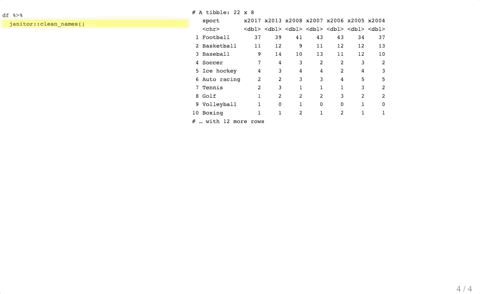 df %>%
  janitor::clean_names()
# A tibble: 22 x 8
   sport       x2017 x2013 x2008 x2007 x2006 x2005 x2004
   <chr>       <dbl> <dbl> <dbl> <dbl> <dbl> <dbl> <dbl>
 1 Football       37    39    41    43    43    34    37
 2 Basketball     11    12     9    11    12    12    13
 3 Baseball        9    14    10    13    11    12    10
 4 Soccer          7     4     3     2     2     3     2
 5 Ice hockey      4     3     4     4     2     4     3
 6 Auto racing     2     2     3     3     4     5     5
 7 Tennis          2     3     1     1     1     3     2
 8 Golf            1     2     2     2     3     2     2
 9 Volleyball      1     0     1     0     0     1     0
10 Boxing          1     1     2     1     2     1     1
# … with 12 more rows
4 / 4